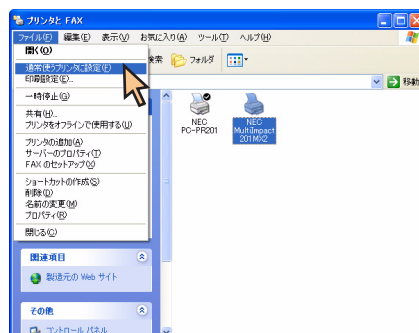 プリンタと FAX
ファイル(F) 編集(E) 表示(V) お気に入り(A) ツール(T) ヘルプ(H)
開く(O)
通常使うプリンタに設定(F)
印刷設定(E)...
一時停止(G)
共有(H)...
プリンタをオフラインで使用する(U)
プリンタの追加(A)
サーバーのプロパティ(T)
FAX のセットアップ(X)
ショートカットの作成(S)
削除(D)
名前の変更(M)
プロパティ(R)
閉じる(C)
検索 フォルダ
移動
NEC
PC-PR201
NEC
MultiImpact
201MX2
関連項目
製造元の Web サイト
その他
コントロール パネル